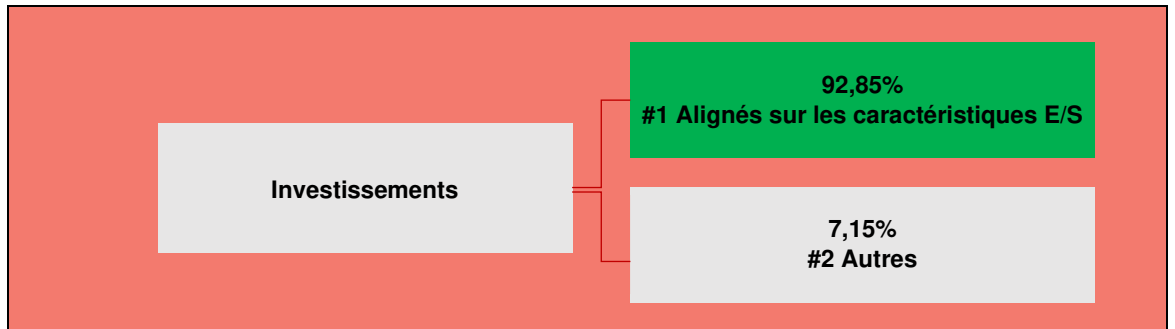 92,85%
#1 Alignés sur les caractéristiques E/S
Investissements
7,15%
#2 Autres